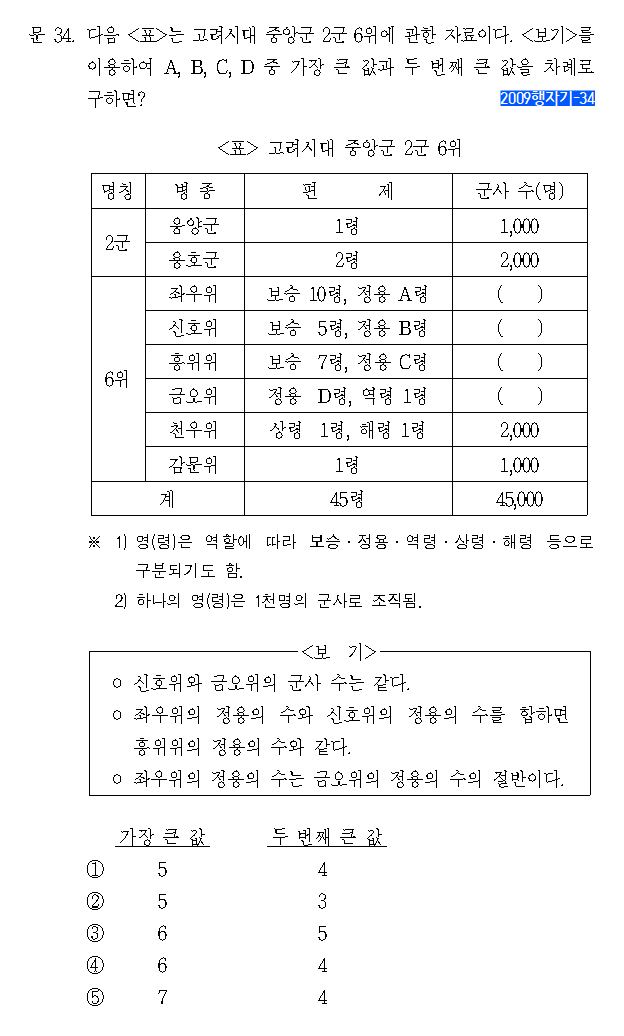 문 34. 다음 <표>는 고려시대 중앙군 2군 6위에 관한 자료이다. <보기>를
이용하여 A, B, C, D 중 가장 큰 값과 두 번째 큰 값을 차례로
구하면? 2009행자기-34
<표> 고려시대 중앙군 2군 6위
명칭 병 종 편 제 군사 수(명)
2군 응양군 1령 1,000
용호군 2령 2,000
6위 좌우위 보승 10령, 정용 A령 ( )
신호위 보승 5령, 정용 B령 ( )
흥위위 보승 7령, 정용 C령 ( )
금오위 정용 D령, 역령 1령 ( )
천우위 상령 1령, 해령 1령 2,000
감문위 1령 1,000
계 45령 45,000
※ 1) 영(령)은 역할에 따라 보승·정용·역령·상령·해령 등으로
구분되기도 함.
2) 하나의 영(령)은 1천명의 군사로 조직됨.
<보 기>
○ 신호위와 금오위의 군사 수는 같다.
○ 좌우위의 정용의 수와 신호위의 정용의 수를 합하면
흥위위의 정용의 수와 같다.
○ 좌우위의 정용의 수는 금오위의 정용의 수의 절반이다.
가장 큰 값 두 번째 큰 값
① 5 4
② 5 3
③ 6 5
④ 6 4
⑤ 7 4